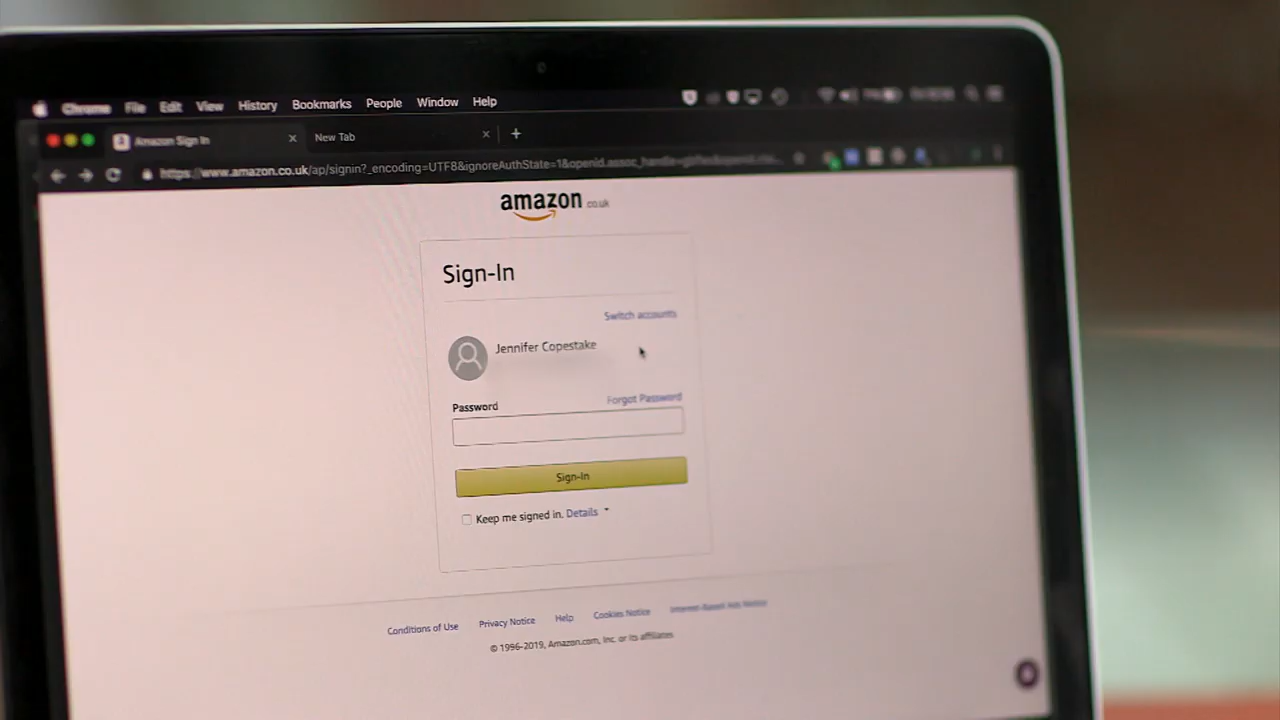 Chrome File Edit View History Bookmarks People Window Help
Amazon Sign In
New Tab
https://www.amazon.co.uk/ap/signin?_encoding=UTF8&ignoreAuthState=1&openid.assoc_handle=
amazon.co.uk
Sign-In
Switch accounts
Jennifer Copestake
Password
Forgot Password
Sign-In
Keep me signed in. Details
Conditions of Use Privacy Notice Help Cookies Notice Internet-Based Ads Notice
© 1996-2019, Amazon.com, Inc. or its affiliates